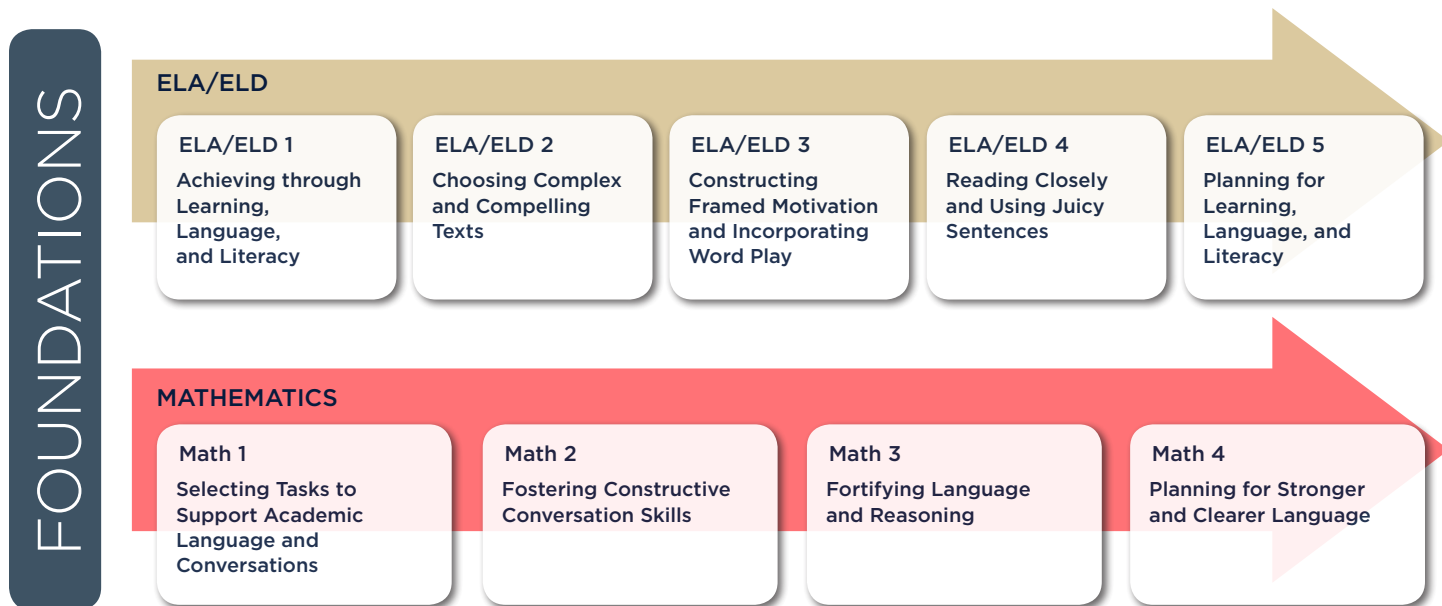 FOUNDATIONS
ELA/ELD
ELA/ELD 1
Achieving through
Learning,
Language,
and Literacy
ELA/ELD 2
Choosing Complex
and Compelling
Texts
ELA/ELD 3
Constructing
Framed Motivation
and Incorporating
Word Play
ELA/ELD 4
Reading Closely
and Using Juicy
Sentences
ELA/ELD 5
Planning for
Learning,
Language, and
Literacy
MATHEMATICS
Math 1
Selecting Tasks to
Support Academic
Language and
Conversations
Math 2
Fostering Constructive
Conversation Skills
Math 3
Fortifying Language
and Reasoning
Math 4
Planning for Stronger
and Clearer Language